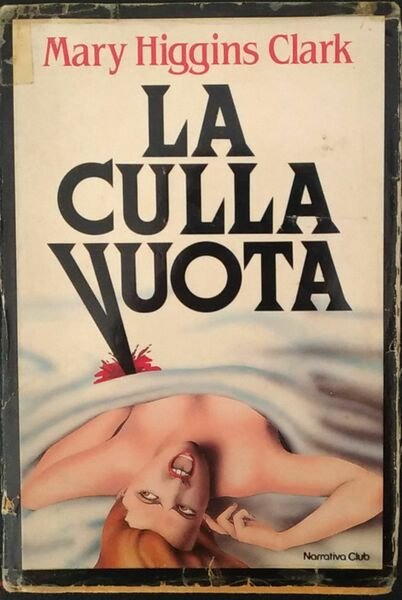 Mary Higgins Clark
LA
CULLA
VUOTA
Narrativa Club